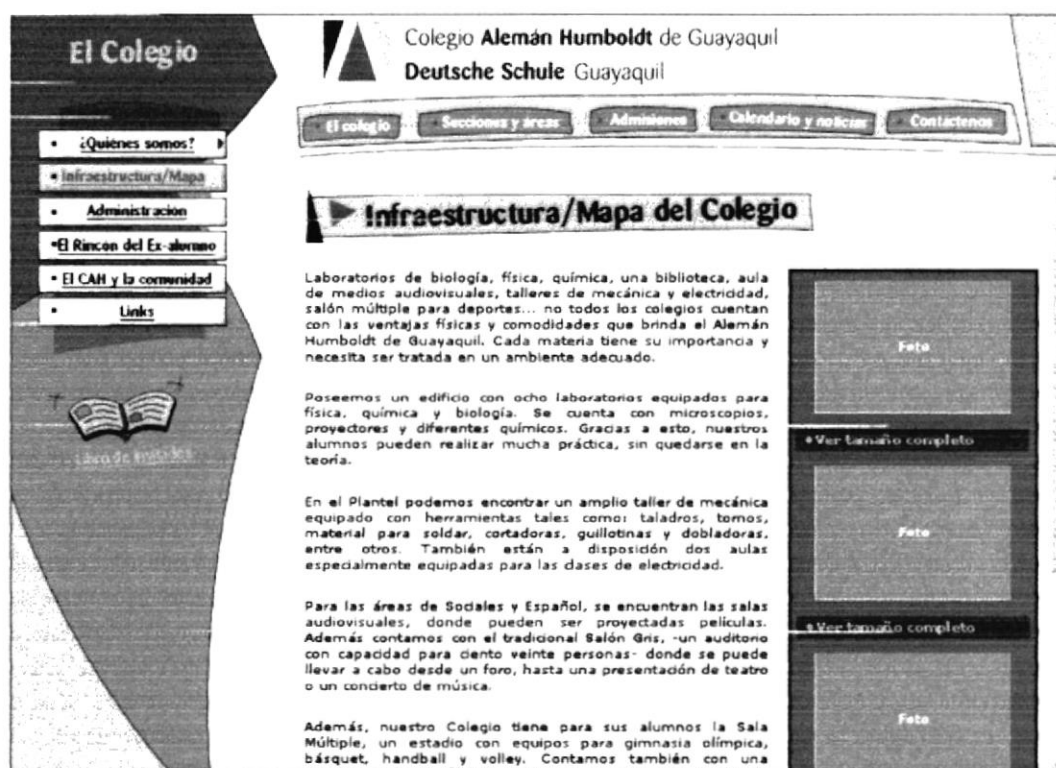 El Colegio
Colegio Alemán Humboldt de Guayaquil
Deutsche Schule Guayaquil
El colegio
Secciones y áreas
Admisiones
Calendario y noticias
Contáctenos
¿Quiénes somos?
Infraestructura/Mapa
Administración
El Rincón del Ex-alumno
El CAH y la comunidad
Links
Libro de invitados
Infraestructura/Mapa del Colegio
Laboratorios de biología, física, química, una biblioteca, aula
de medios audiovisuales, talleres de mecánica y electricidad,
salón múltiple para deportes... no todos los colegios cuentan
con las ventajas físicas y comodidades que brinda el Alemán
Humboldt de Guayaquil. Cada materia tiene su importancia y
necesita ser tratada en un ambiente adecuado.
Poseemos un edificio con ocho laboratorios equipados para
física, química y biología. Se cuenta con microscopios,
proyectores y diferentes químicos. Gracias a esto, nuestros
alumnos pueden realizar mucha práctica, sin quedarse en la
teoría.
En el Plantel podemos encontrar un amplio taller de mecánica
equipado con herramientas tales como: taladros, tornos,
material para soldar, cortadoras, guillotinas y dobladoras,
entre otros. También están a disposición dos aulas
especialmente equipadas para las clases de electricidad.
Para las áreas de Sociales y Español, se encuentran las salas
audiovisuales, donde pueden ser proyectadas películas.
Además contamos con el tradicional Salón Gris, -un auditorio
con capacidad para ciento veinte personas- donde se puede
llevar a cabo desde un foro, hasta una presentación de teatro
o un concierto de música.
Además, nuestro Colegio tiene para sus alumnos la Sala
Múltiple, un estadio con equipos para gimnasia olímpica,
básquet, handball y volley. Contamos también con una
Foto
Ver tamaño completo
Foto
Ver tamaño completo
Foto